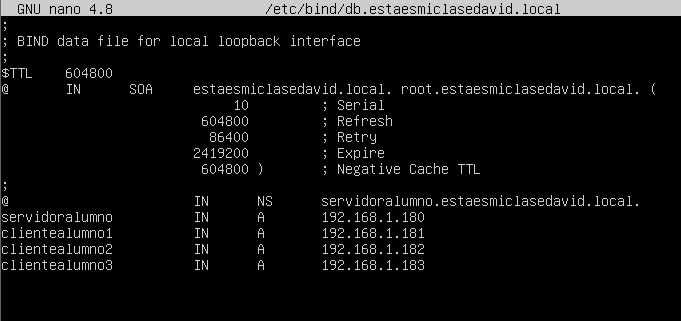 GNU nano 4.8 /etc/bind/db.estaesmiclasedavid.local
;
; BIND data file for local loopback interface
;
$TTL 604800
@ IN SOA estaesmiclasedavid.local. root.estaesmiclasedavid.local. (
10 ; Serial
604800 ; Refresh
86400 ; Retry
2419200 ; Expire
604800 ) ; Negative Cache TTL
;
@ IN NS servidoralumno.estaesmiclasedavid.local.
servidoralumno IN A 192.168.1.180
clientealumno1 IN A 192.168.1.181
clientealumno2 IN A 192.168.1.182
clientealumno3 IN A 192.168.1.183